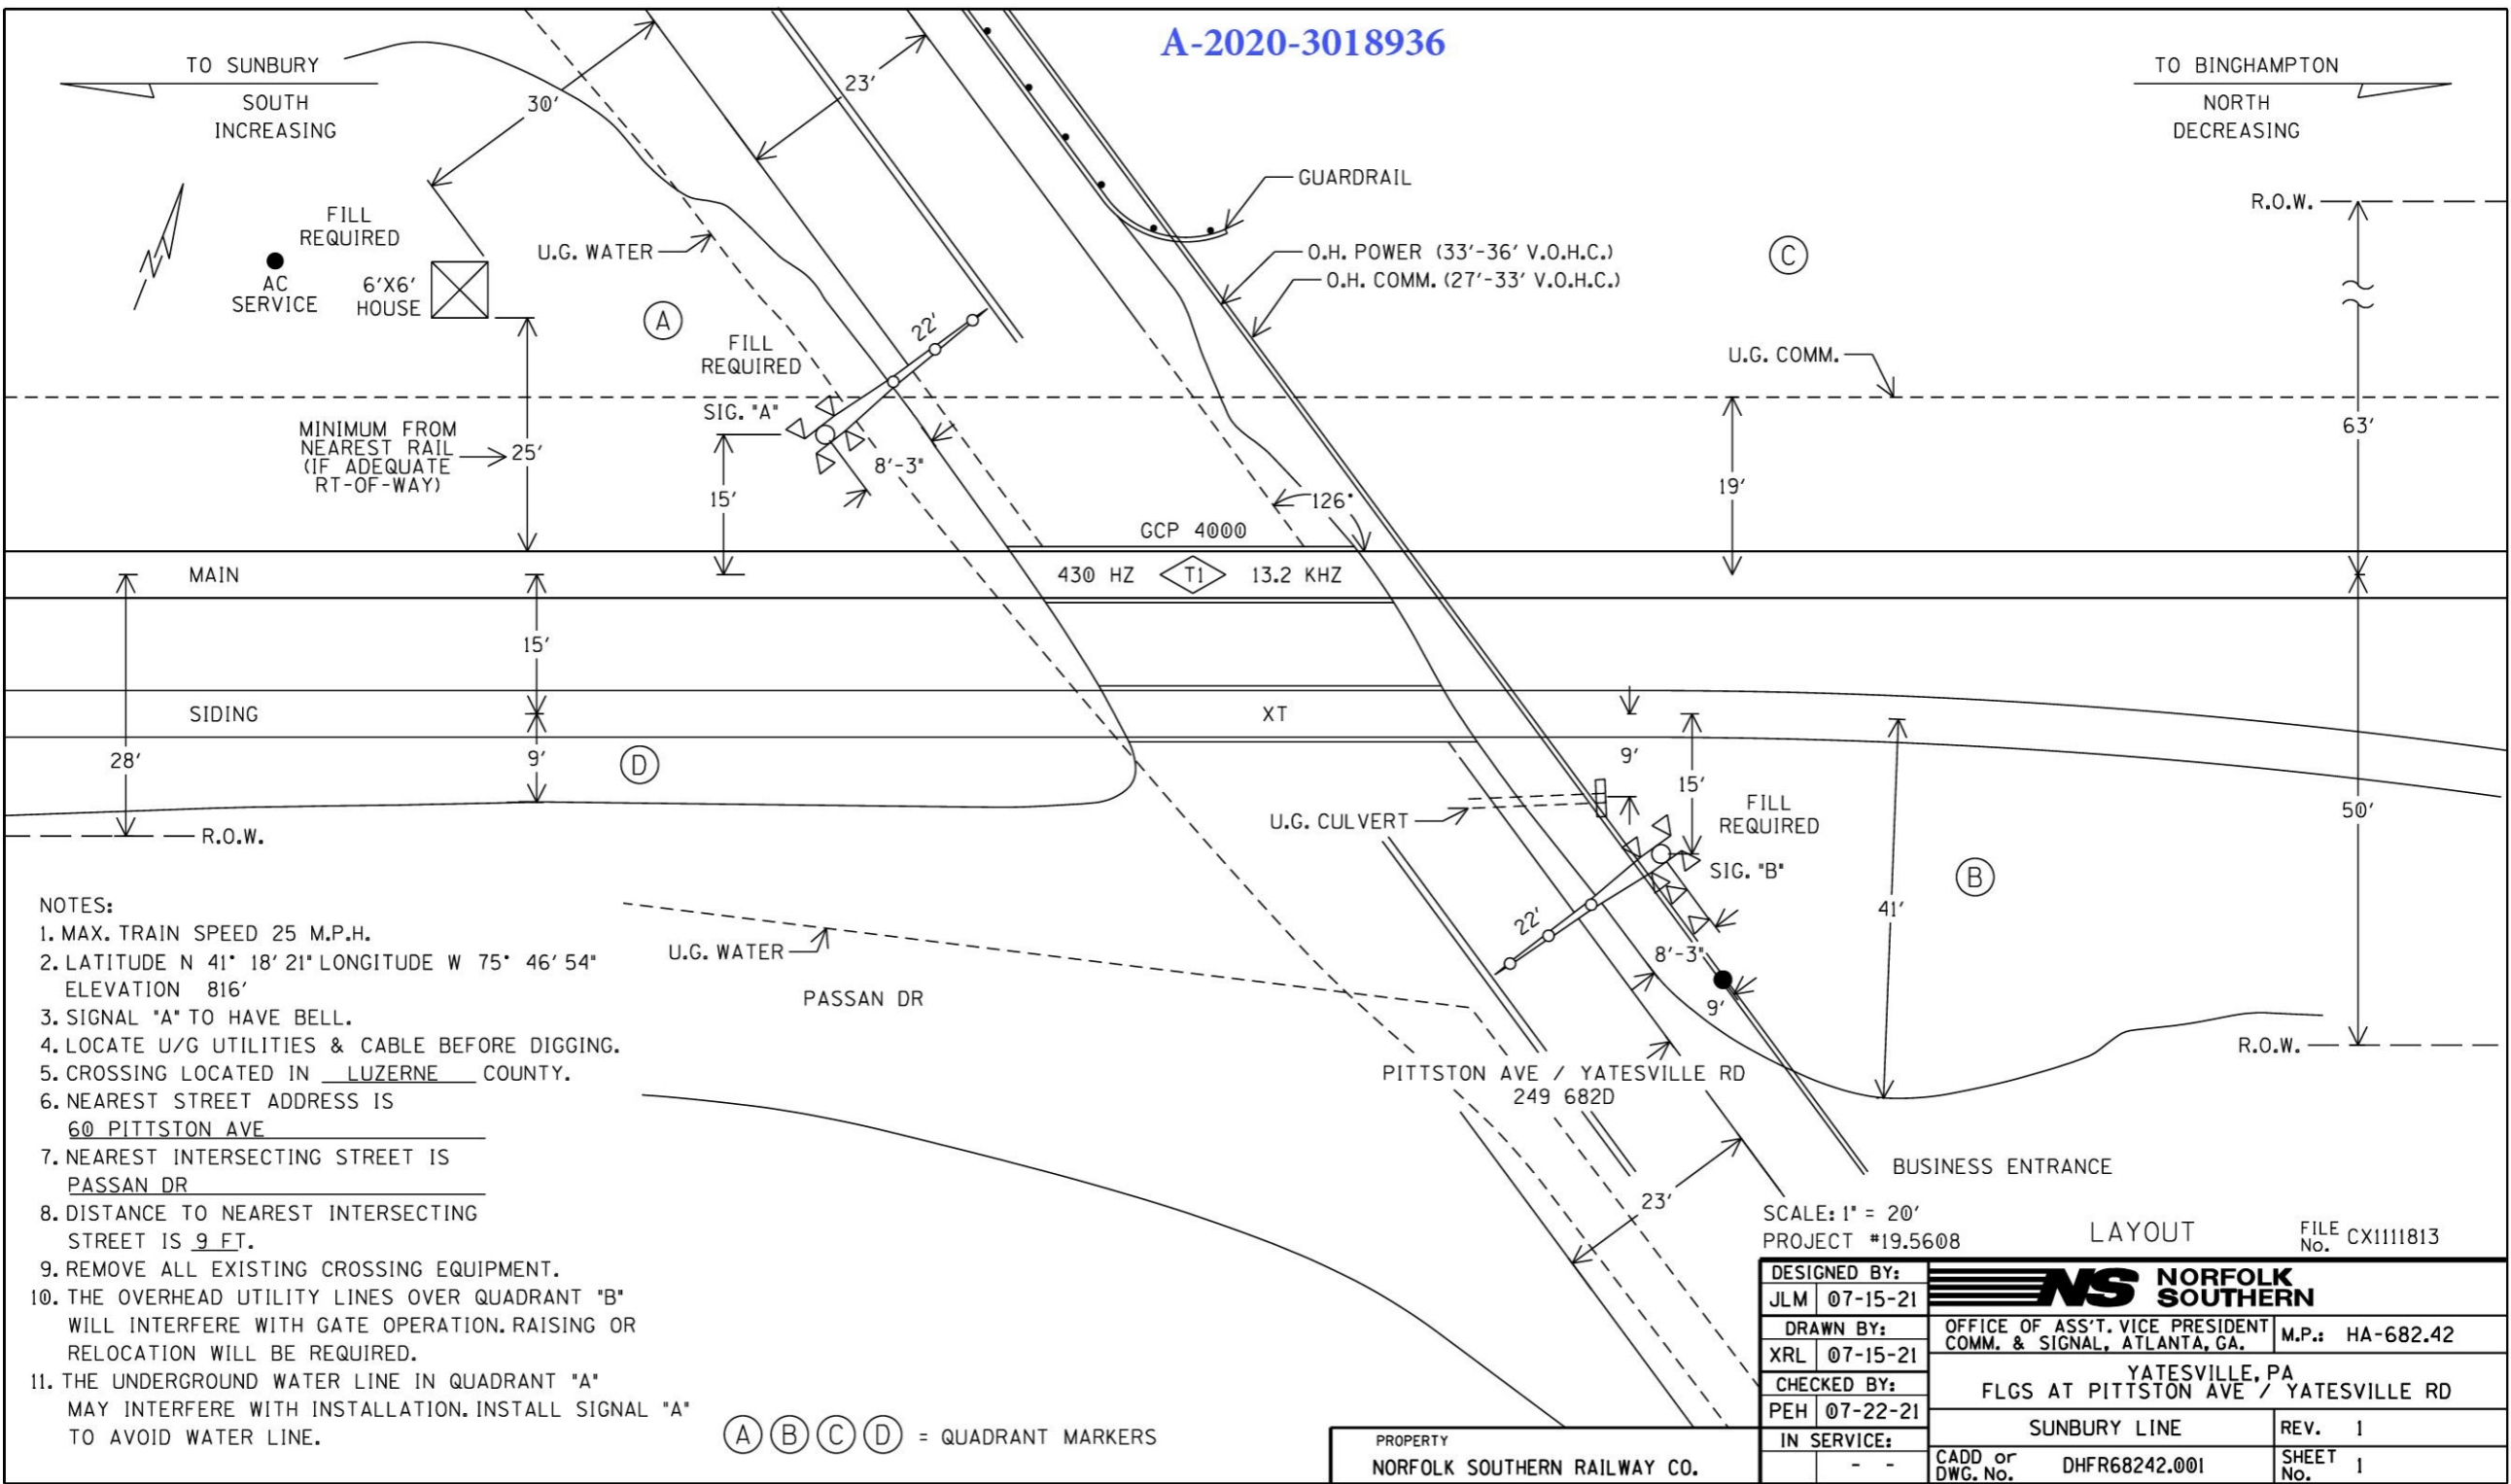 A-2020-3018936
TO SUNBURY
SOUTH
INCREASING
TO BINGHAMPTON
NORTH
DECREASING
30'
23'
GUARDRAIL
R.O.W.
FILL
REQUIRED
AC
SERVICE
6'X6'
HOUSE
U.G. WATER
O.H. POWER (33'-36' V.O.H.C.)
O.H. COMM. (27'-33' V.O.H.C.)
C
A
22'
FILL
REQUIRED
U.G. COMM.
SIG. "A"
MINIMUM FROM
NEAREST RAIL
(IF ADEQUATE
RT-OF-WAY)
25'
8'-3"
15'
126°
19'
63'
GCP 4000
MAIN
430 HZ T1 13.2 KHZ
15'
SIDING
XT
28'
9'
D
9'
15'
U.G. CULVERT
FILL
REQUIRED
50'
R.O.W.
SIG. "B"
B
41'
22'
8'-3"
9'
U.G. WATER
PASSAN DR
R.O.W.
PITTSTON AVE / YATESVILLE RD
249 682D
BUSINESS ENTRANCE
23'
NOTES:
1. MAX. TRAIN SPEED 25 M.P.H.
2. LATITUDE N 41° 18' 21" LONGITUDE W 75° 46' 54"
ELEVATION 816'
3. SIGNAL "A" TO HAVE BELL.
4. LOCATE U/G UTILITIES & CABLE BEFORE DIGGING.
5. CROSSING LOCATED IN LUZERNE COUNTY.
6. NEAREST STREET ADDRESS IS
60 PITTSTON AVE
7. NEAREST INTERSECTING STREET IS
PASSAN DR
8. DISTANCE TO NEAREST INTERSECTING
STREET IS 9 FT.
9. REMOVE ALL EXISTING CROSSING EQUIPMENT.
10. THE OVERHEAD UTILITY LINES OVER QUADRANT "B"
WILL INTERFERE WITH GATE OPERATION. RAISING OR
RELOCATION WILL BE REQUIRED.
11. THE UNDERGROUND WATER LINE IN QUADRANT "A"
MAY INTERFERE WITH INSTALLATION. INSTALL SIGNAL "A"
TO AVOID WATER LINE.
A B C D = QUADRANT MARKERS
SCALE: 1" = 20'
PROJECT #19.5608
LAYOUT
FILE No. CX1111813
DESIGNED BY:
JLM 07-15-21
DRAWN BY:
XRL 07-15-21
CHECKED BY:
PEH 07-22-21
IN SERVICE:
- -
NS NORFOLK
SOUTHERN
OFFICE OF ASS'T. VICE PRESIDENT
COMM. & SIGNAL, ATLANTA, GA.
M.P.: HA-682.42
YATESVILLE, PA
FLGS AT PITTSTON AVE / YATESVILLE RD
SUNBURY LINE
REV. 1
CADD or
DWG. No. DHFR68242.001
SHEET
No. 1
PROPERTY
NORFOLK SOUTHERN RAILWAY CO.